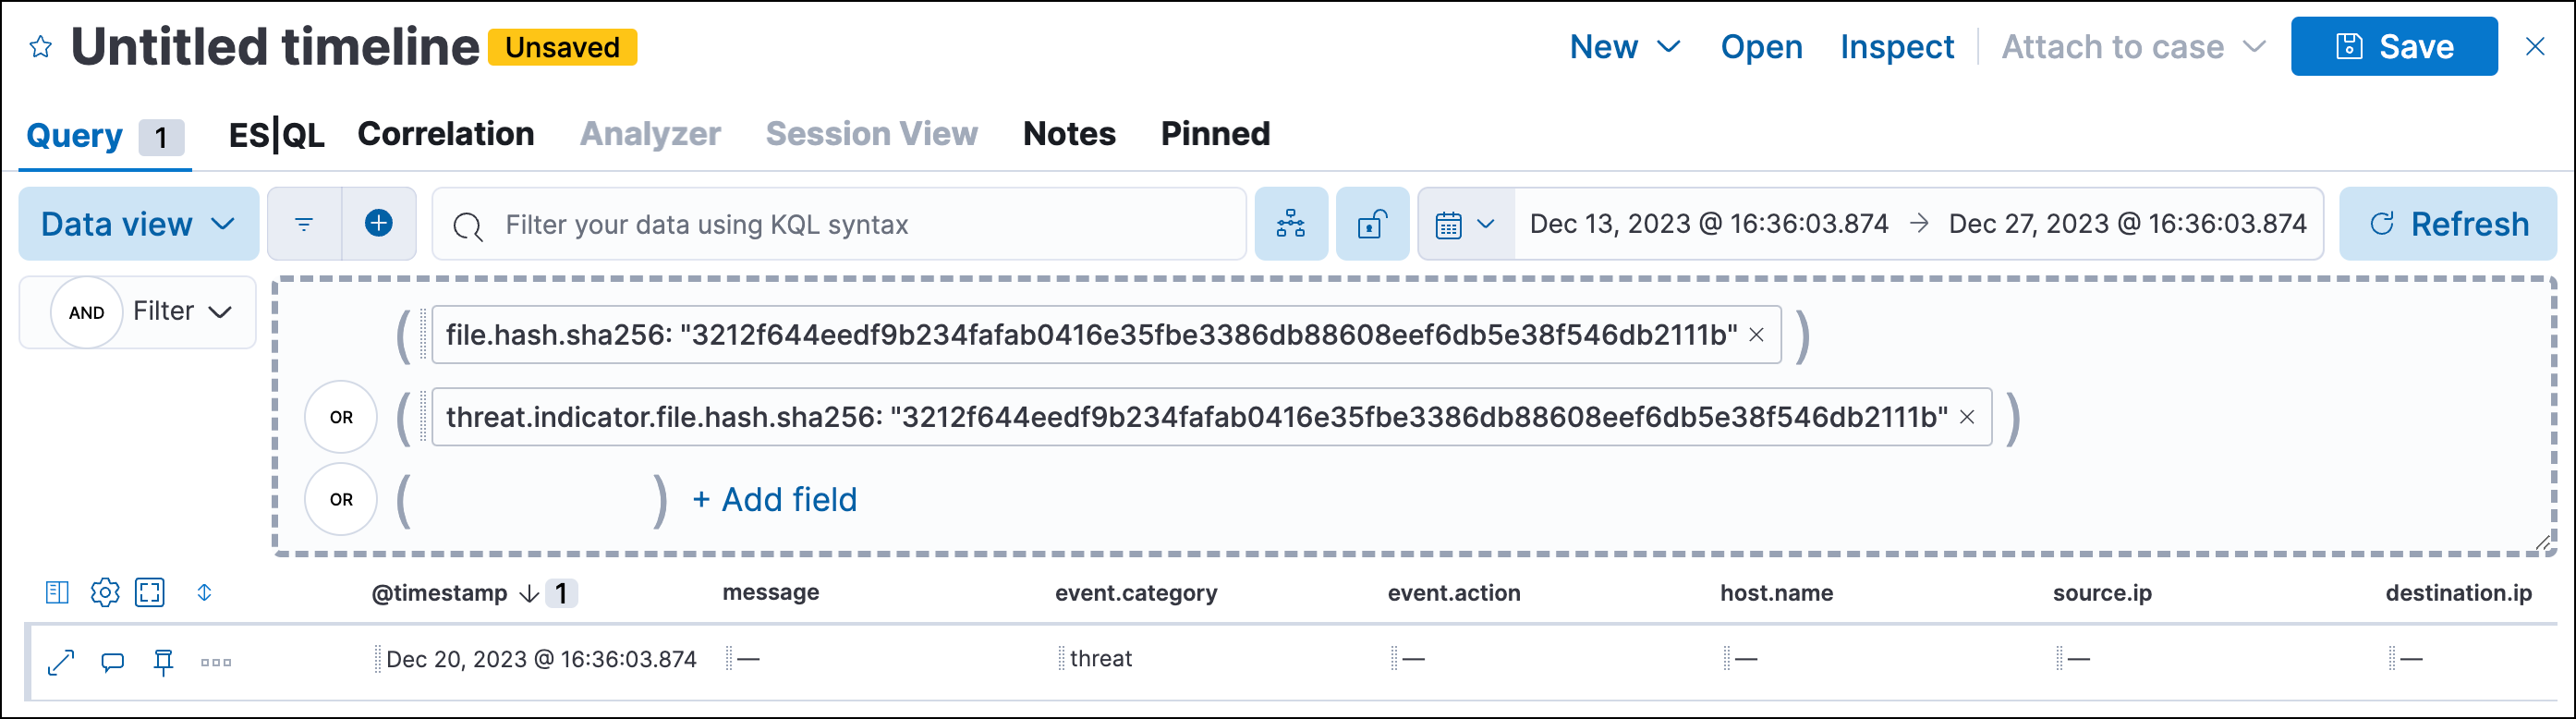 Untitled timeline Unsaved New Open Inspect Attach to case Save
Query 1 ES|QL Correlation Analyzer Session View Notes Pinned
Data view Filter your data using KQL syntax Dec 13, 2023 @ 16:36:03.874 → Dec 27, 2023 @ 16:36:03.874 Refresh
AND Filter ( file.hash.sha256: "3212f644eedf9b234fafab0416e35fbe3386db88608eef6db5e38f546db2111b" × )
OR ( threat.indicator.file.hash.sha256: "3212f644eedf9b234fafab0416e35fbe3386db88608eef6db5e38f546db2111b" × )
OR ( ) + Add field
@timestamp ↓ 1 message event.category event.action host.name source.ip destination.ip
Dec 20, 2023 @ 16:36:03.874 — threat — — — —